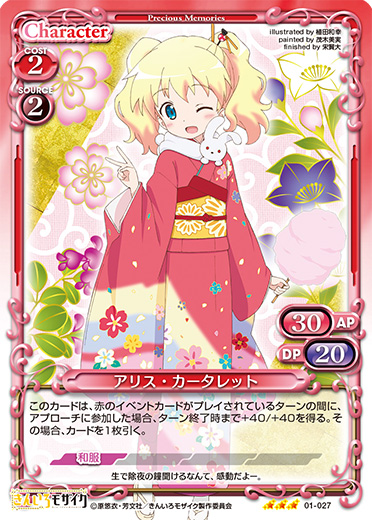 Precious Memories
Character
illustrated by 植田和幸
painted by 茂木美実
finished by 宋賢大
COST
2
SOURCE
2
30 AP
DP 20
アリス・カータレット
このカードは、赤のイベントカードがプレイされているターンの間に、
アプローチに参加した場合、ターン終了時まで+40/+40を得る。そ
の場合、カードを1枚引く。
和服
生で除夜の鐘聞けるなんて、感動だよー。
きんいろモザイク
©原悠衣・芳文社/きんいろモザイク製作委員会
01-027